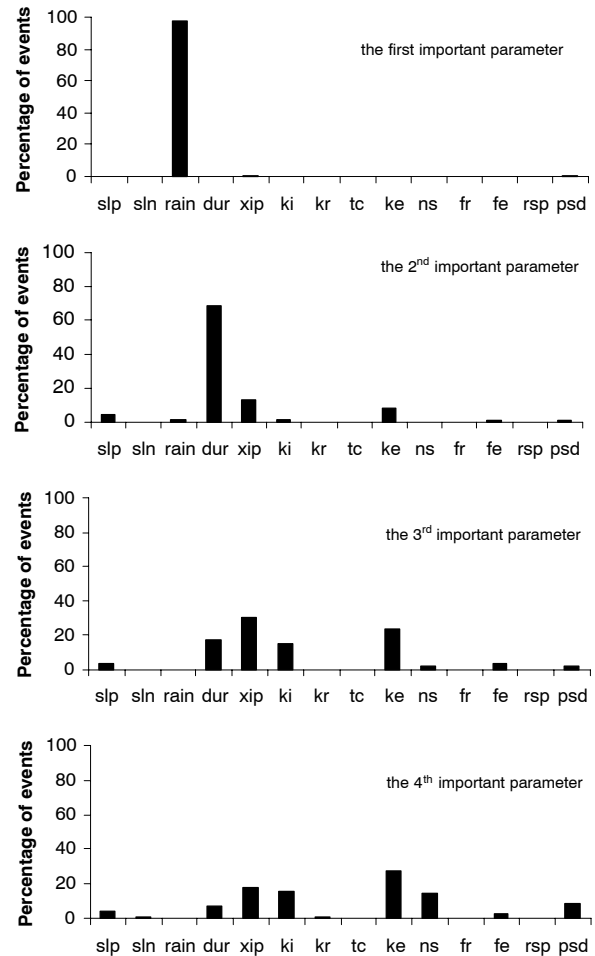 Percentage of events
100
80
60
40
20
0
the first important parameter
slp sln rain dur xip ki kr tc ke ns fr fe rsp psd
Percentage of events
100
80
60
40
20
0
the 2nd important parameter
slp sln rain dur xip ki kr tc ke ns fr fe rsp psd
Percentage of events
100
80
60
40
20
0
the 3rd important parameter
slp sln rain dur xip ki kr tc ke ns fr fe rsp psd
Percentage of events
100
80
60
40
20
0
the 4th important parameter
slp sln rain dur xip ki kr tc ke ns fr fe rsp psd